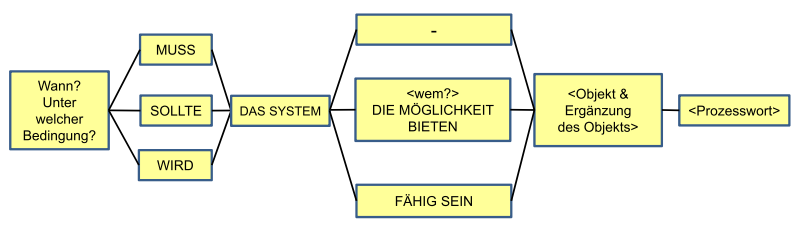 Wann?
Unter
welcher
Bedingung?
MUSS
SOLLTE
WIRD
DAS SYSTEM
-
<wem?>
DIE MÖGLICHKEIT
BIETEN
FÄHIG SEIN
<Objekt &
Ergänzung
des Objekts>
<Prozesswort>